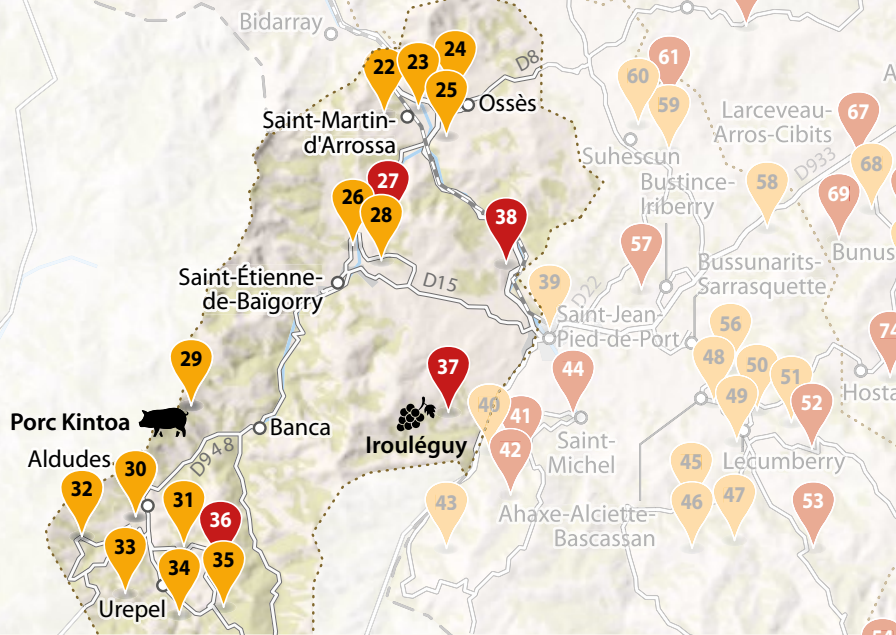 Bidarray
24
22
23
61
D8
60
25
59
Ossès
Saint-Martin-
d'Arrossa
Larceveau-
Arros-Cibits
67
Suhescun
D933
68
27
Bustince-
Iriberry
58
69
26
28
38
57
Bunus
Saint-Étienne-
de-Baïgorry
D15
39
D22
Bussunarits-
Sarrasquette
Saint-Jean-
Pied-de-Port
56
74
29
48
50
37
44
51
Hosta
49
40
52
Porc Kintoa
41
Banca
Irouléguy
Saint-
Michel
42
Aldudes
D948
30
45
Lecumberry
32
31
46
47
53
43
36
Ahaxe-Alciette-
Bascassan
33
34
35
Urepel